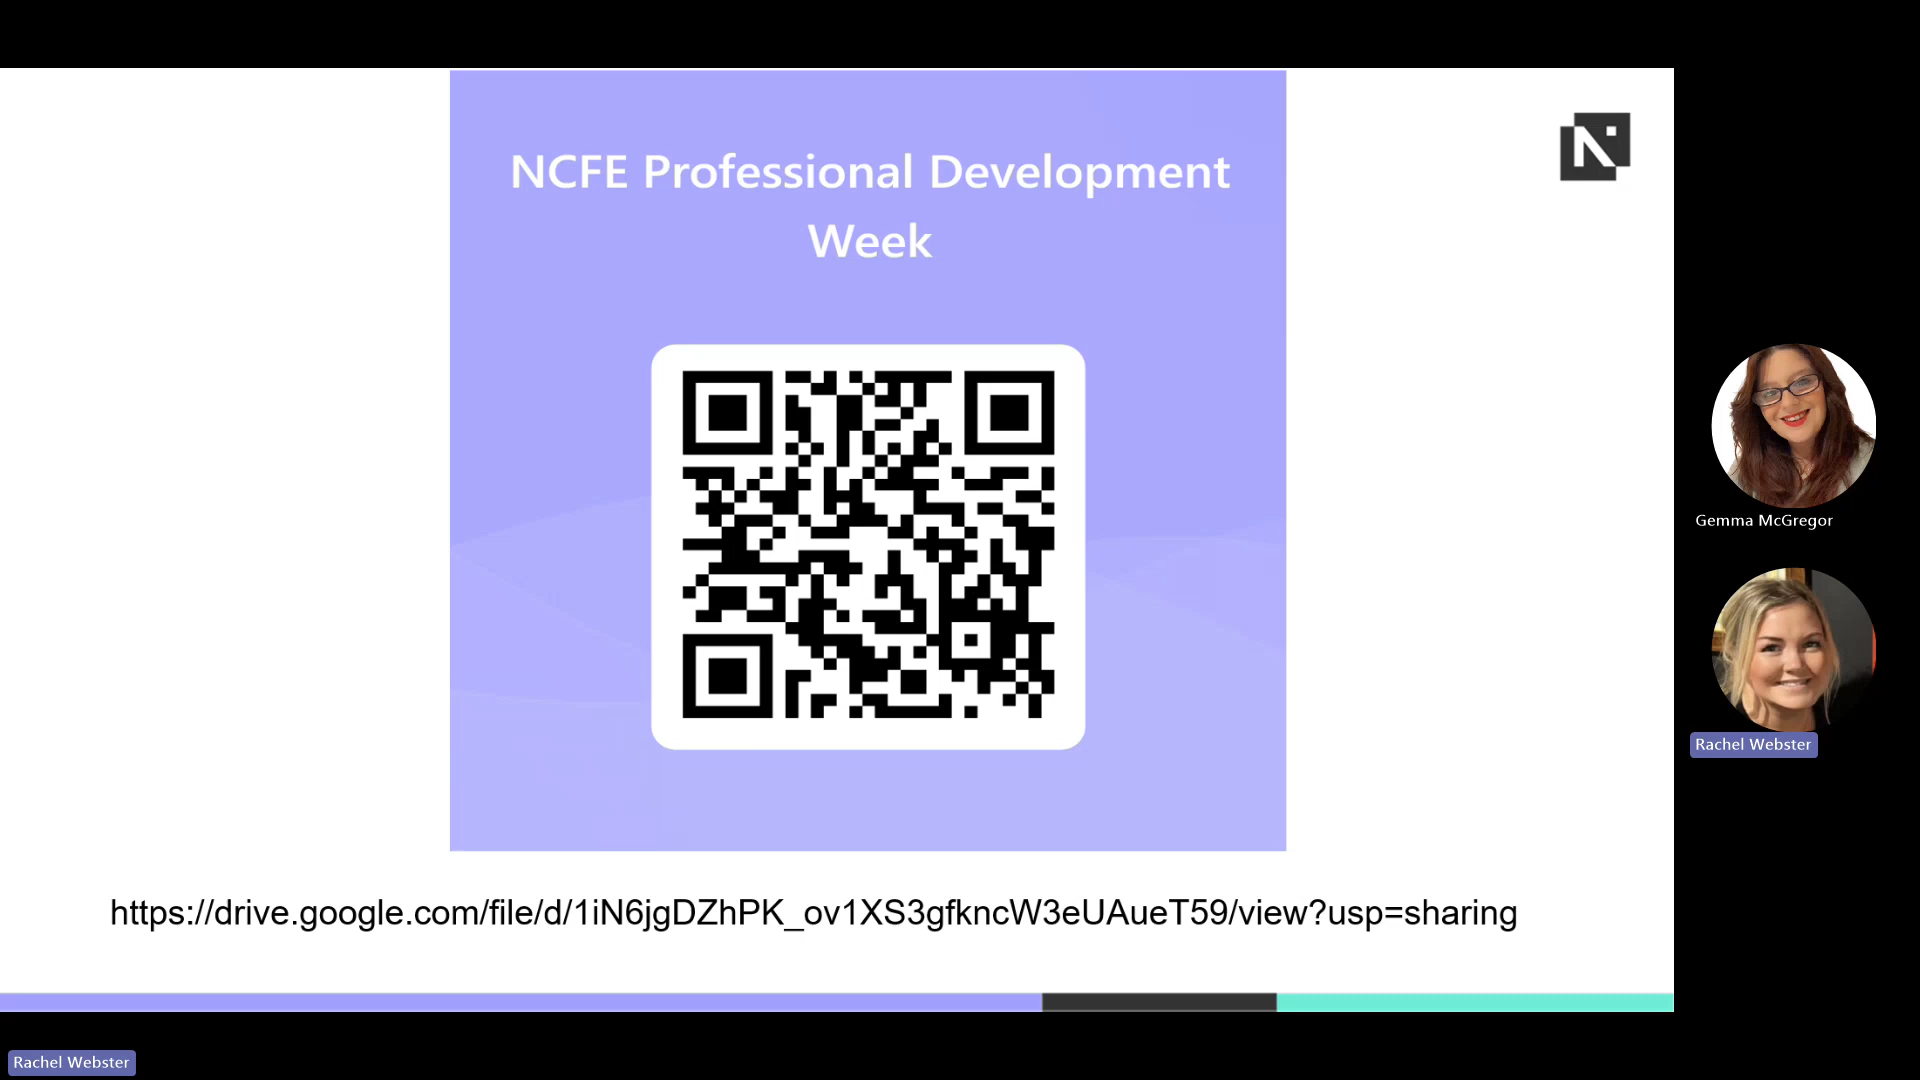 NCFE Professional Development
Week
https://drive.google.com/file/d/1iN6jgDZhPK_ov1XS3gfkncW3eUAueT59/view?usp=sharing
Gemma McGregor
Rachel Webster
Rachel Webster